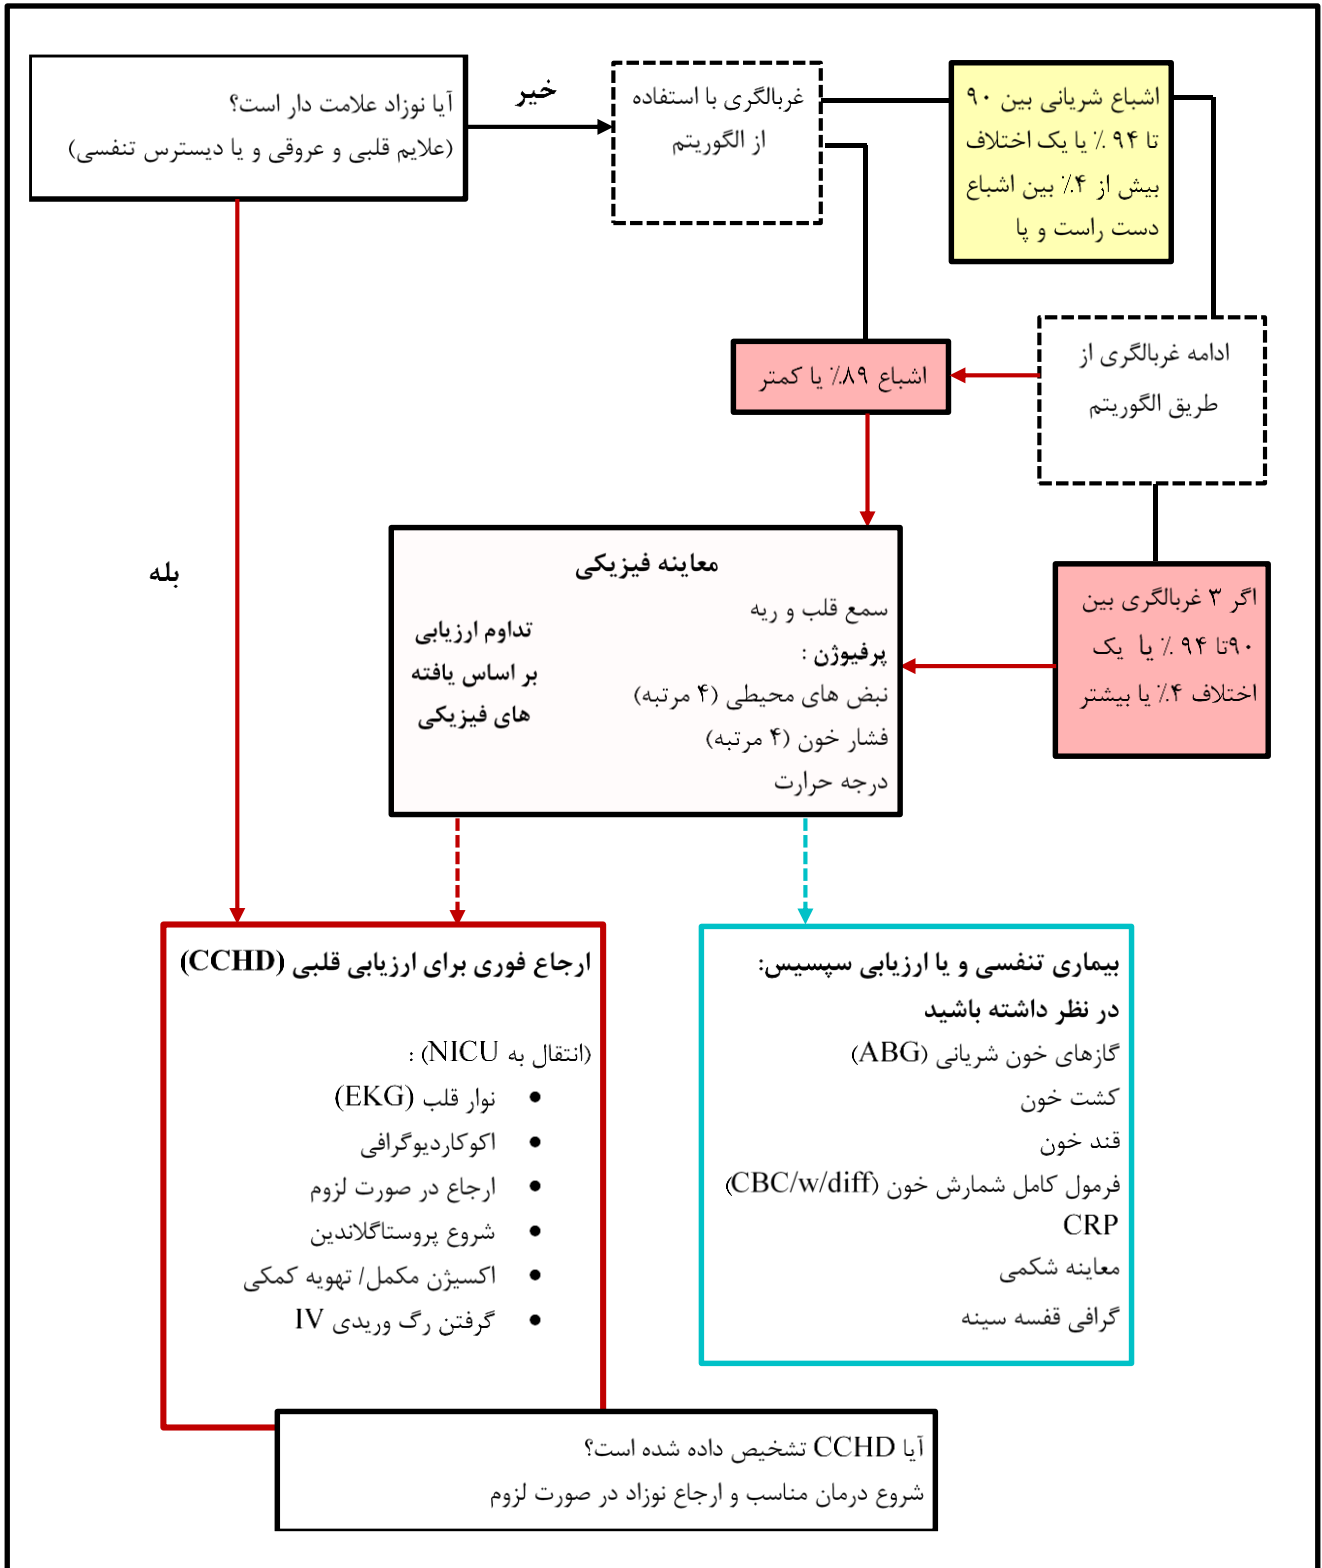 آیا نوزاد علامت دار است؟
(علایم قلبی و عروقی و یا دیسترس تنفسی)
خیر
غربالگری با استفاده
از الگوریتم
اشباع شریانی بین ۹۰
تا ۹۴ ٪ یا یک اختلاف
بیش از ۴٪ بین اشباع
دست راست و پا
ادامه غربالگری از
طریق الگوریتم
اشباع ۸۹٪ یا کمتر
بله
اگر ۳ غربالگری بین
۹۰تا ۹۴ ٪ یا یک
اختلاف ۴٪ یا بیشتر
معاینه فیزیکی
سمع قلب و ریه
پرفیوژن :
نبض های محیطی (۴ مرتبه)
فشار خون (۴ مرتبه)
درجه حرارت
تداوم ارزیابی
بر اساس یافته
های فیزیکی
بیماری تنفسی و یا ارزیابی سپسیس:
در نظر داشته باشید
گازهای خون شریانی (ABG)
کشت خون
قند خون
فرمول کامل شمارش خون (CBC/w/diff)
CRP
معاینه شکمی
گرافی قفسه سینه
ارجاع فوری برای ارزیابی قلبی (CCHD)
(انتقال به NICU) :
• نوار قلب (EKG)
• اکوکاردیوگرافی
• ارجاع در صورت لزوم
• شروع پروستاگلاندین
• اکسیژن مکمل/ تهویه کمکی
• گرفتن رگ وریدی IV
آیا CCHD تشخیص داده شده است؟
شروع درمان مناسب و ارجاع نوزاد در صورت لزوم